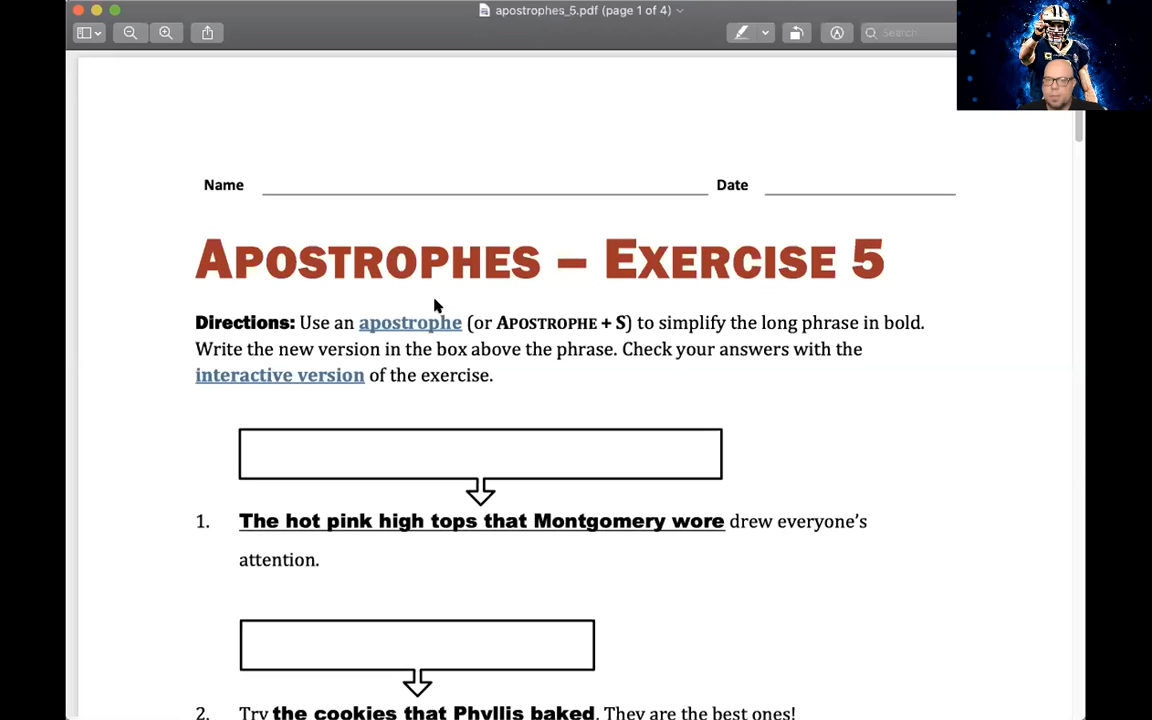 apostrophes_5.pdf (page 1 of 4)
Search
Name
Date
APOSTROPHES – EXERCISE 5
Directions: Use an apostrophe (or APOSTROPHE + S) to simplify the long phrase in bold.
Write the new version in the box above the phrase. Check your answers with the
interactive version of the exercise.
1. The hot pink high tops that Montgomery wore drew everyone’s
attention.
2. Try the cookies that Phyllis baked. They are the best ones!